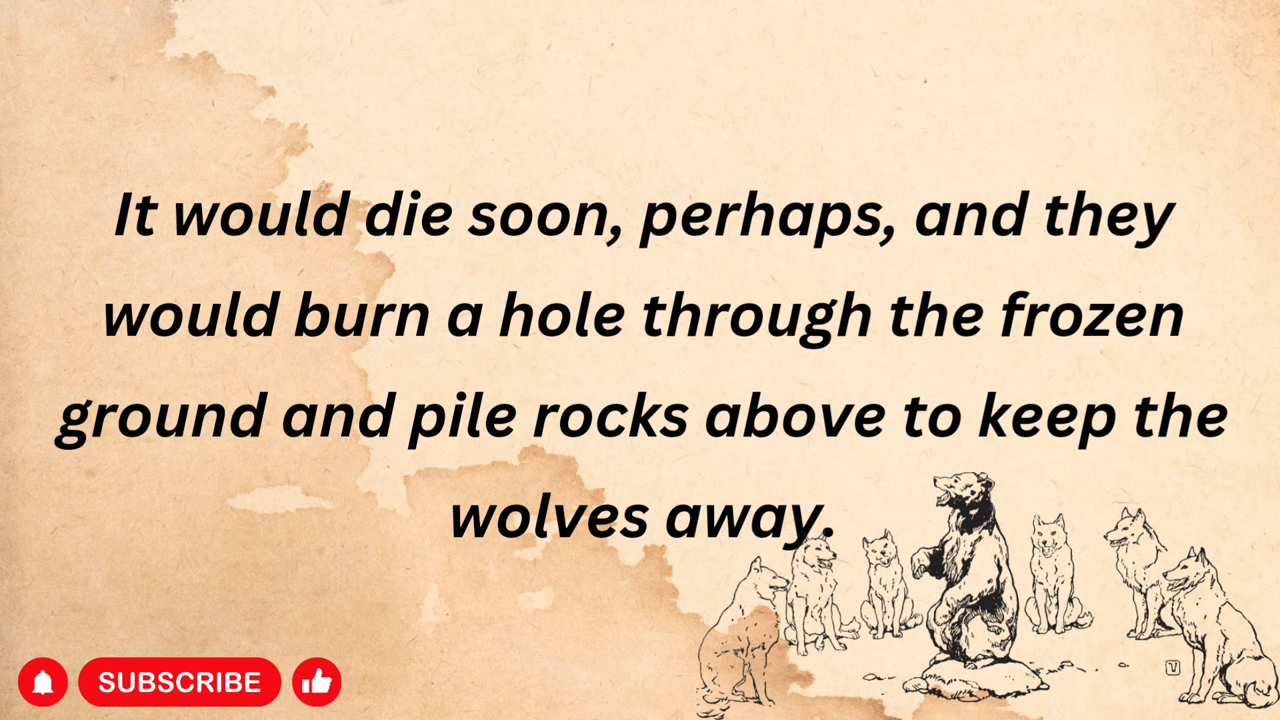 It would die soon, perhaps, and they
would burn a hole through the frozen
ground and pile rocks above to keep the
wolves away.
SUBSCRIBE